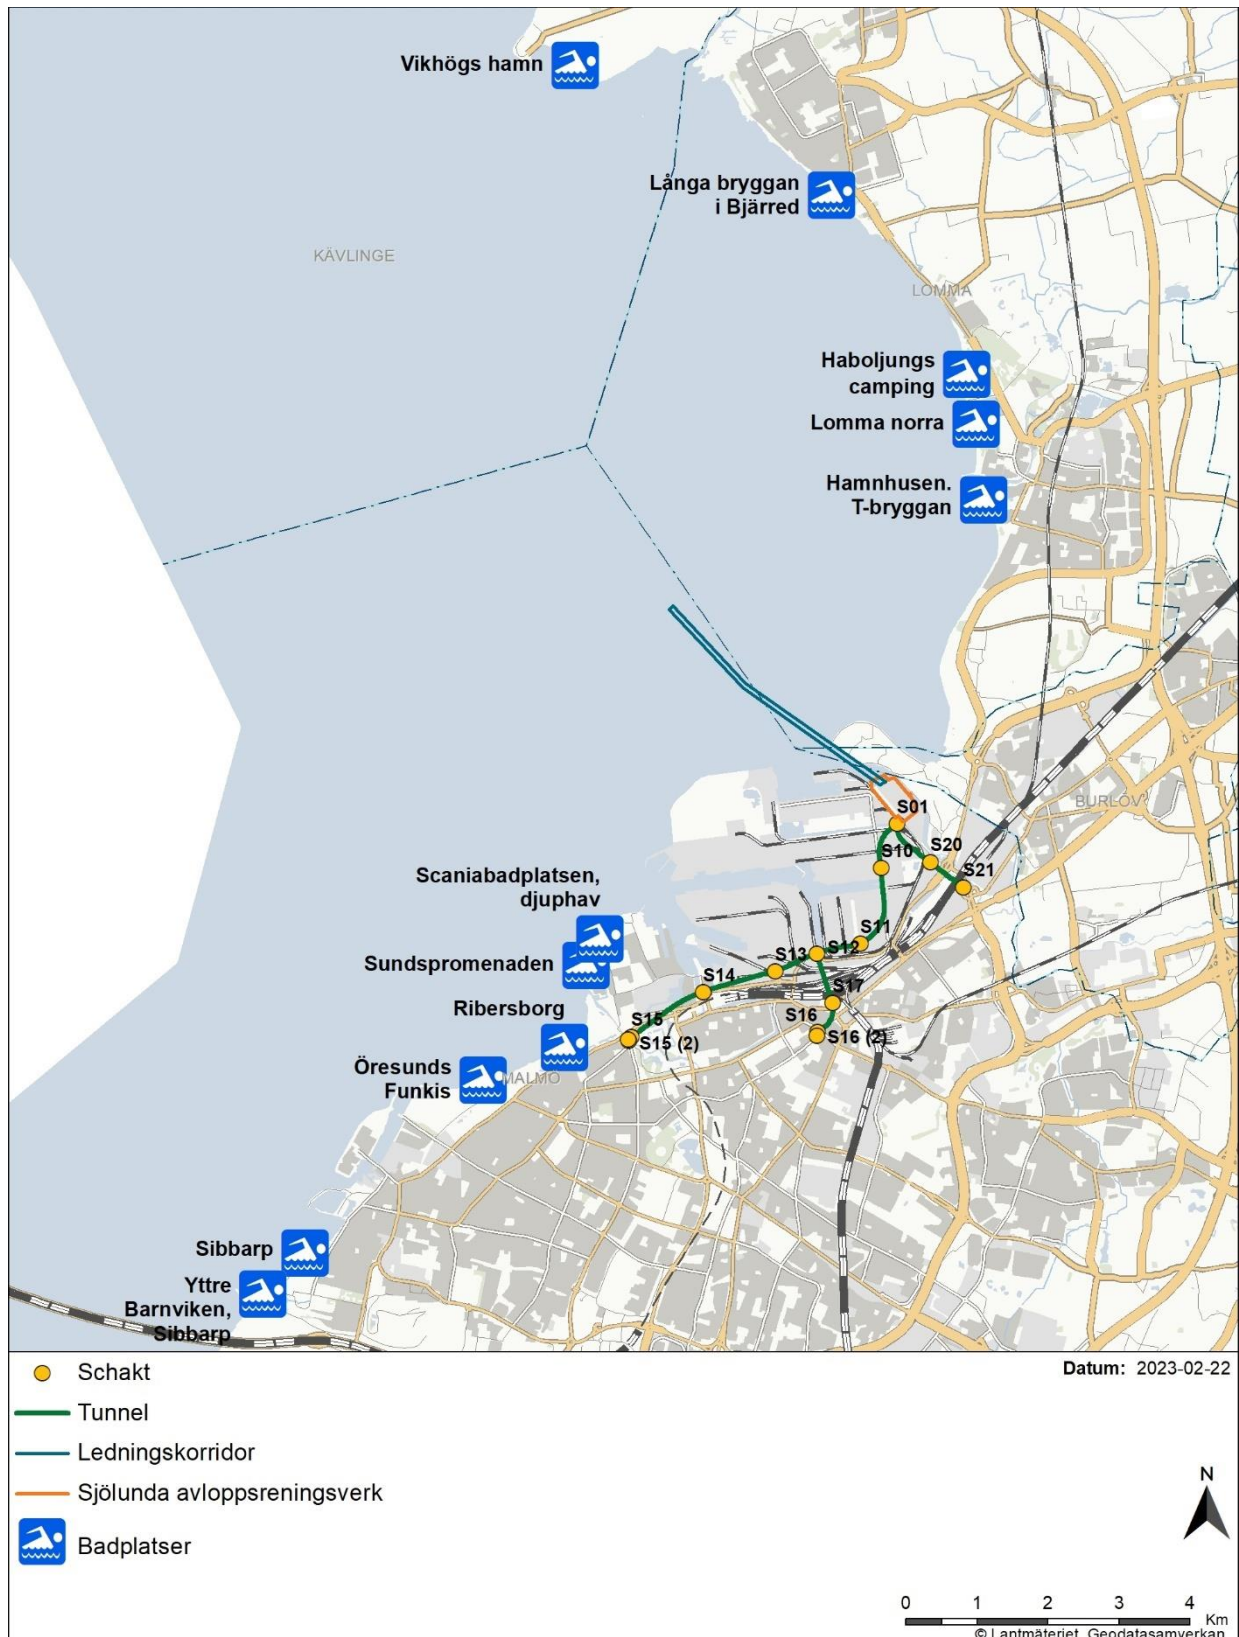 Vikhögs hamn
Långa bryggan
i Bjärred
KÄVLINGE
LOMMA
Haboljungs
camping
Lomma norra
Hamnhusen.
T-bryggan
BURLÖV
S01
S10
S20
S21
Scaniabadplatsen,
djuphav
S11
S12
S13
Sundspromenaden
S14
S17
Ribersborg
S16
S15
S15 (2)
S16 (2)
Öresunds
Funkis
MALMÖ
Sibbarp
Yttre
Barnviken,
Sibbarp
Schakt
Datum: 2023-02-22
Tunnel
Ledningskorridor
Sjölunda avloppsreningsverk
Badplatser
N
0 1 2 3 4
Km
© Lantmäteriet, Geodatasamverkan